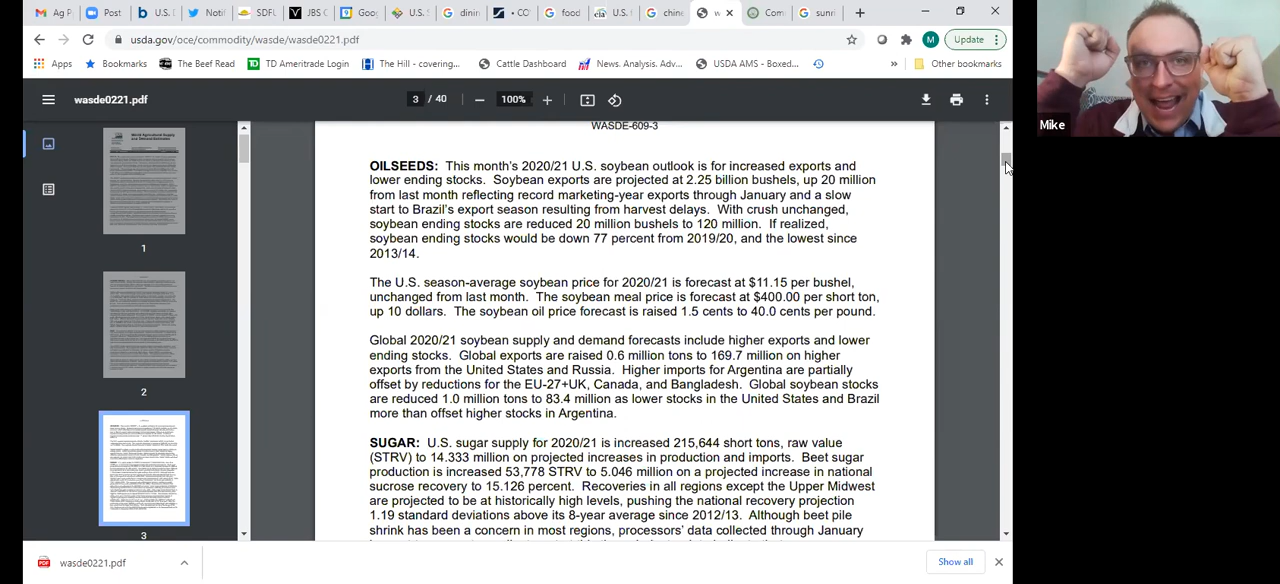 Ag P
Post
U.S. D
Notif
SDFU
JBS C
Goo
U.S. S
dinir
• CO
food
U.S. f
chine
w
Com
sunri
usda.gov/oce/commodity/wasde/wasde0221.pdf
M
Update
Apps
Bookmarks
The Beef Read
TD Ameritrade Login
The Hill - covering...
Cattle Dashboard
News. Analysis. Adv...
USDA AMS - Boxed...
»
Other bookmarks
wasde0221.pdf
3 / 40
100%
1
2
3
WASDE-609-3
OILSEEDS: This month's 2020/21 U.S. soybean outlook is for increased exports and
lower ending stocks. Soybean exports are projected at 2.25 billion bushels, up 20 million
from last month reflecting record marketing-year exports through January and a slow
start to Brazil's export season resulting from harvest delays. With crush unchanged,
soybean ending stocks are reduced 20 million bushels to 120 million. If realized,
soybean ending stocks would be down 77 percent from 2019/20, and the lowest since
2013/14.
The U.S. season-average soybean price for 2020/21 is forecast at $11.15 per bushel,
unchanged from last month. The soybean meal price is forecast at $400.00 per short ton,
up 10 dollars. The soybean oil price forecast is raised 1.5 cents to 40.0 cents per pound.
Global 2020/21 soybean supply and demand forecasts include higher exports and lower
ending stocks. Global exports are raised 0.6 million tons to 169.7 million on higher
exports from the United States and Russia. Higher imports for Argentina are partially
offset by reductions for the EU-27+UK, Canada, and Bangladesh. Global soybean stocks
are reduced 1.0 million tons to 83.4 million as lower stocks in the United States and Brazil
more than offset higher stocks in Argentina.
SUGAR: U.S. sugar supply for 2020/21 is increased 215,644 short tons, raw value
(STRV) to 14.333 million on projected increases in production and imports. Beet sugar
production is increased 53,770 STRV to 5.046 million on a projected increase in national
sucrose recovery to 15.126 percent. Recoveries in all regions except the Upper Midwest
are projected to be at historically high levels, pushing the national recovery projection to
1.19 standard deviations above its 8-year average since 2012/13. Although beet pile
shrink has been a concern in most regions, processors' data collected through January
wasde0221.pdf
Show all
Mike